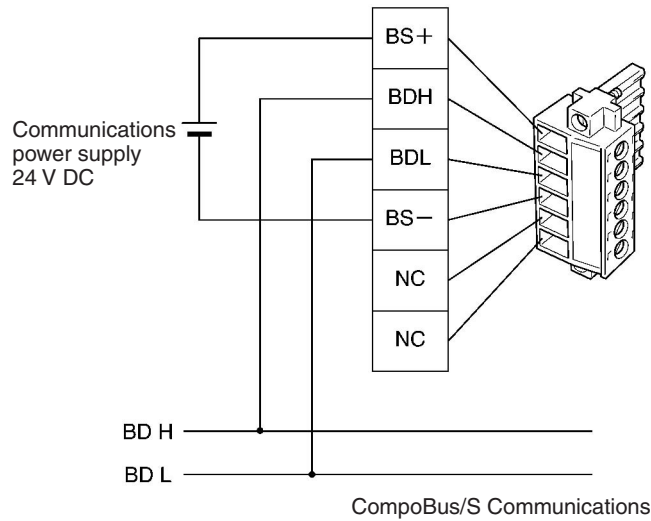 BS+
BDH
BDL
BS−
NC
NC
Communications
power supply
24 V DC
BD H
BD L
CompoBus/S Communications